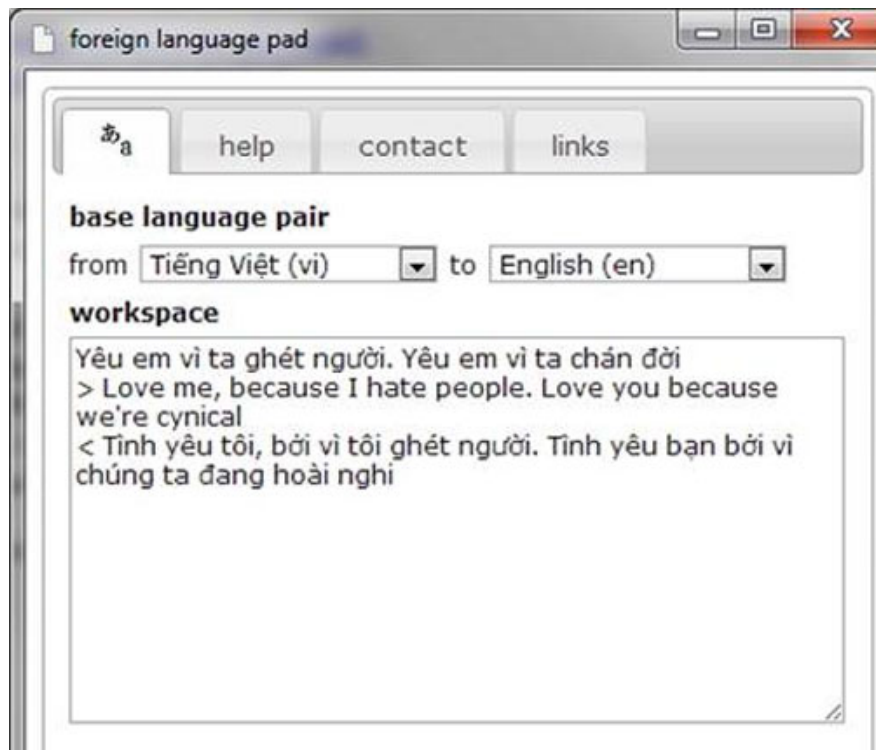 foreign language pad
あa help contact links
base language pair
from Tiếng Việt (vi) to English (en)
workspace
Yêu em vì ta ghét người. Yêu em vì ta chán đời
> Love me, because I hate people. Love you because
we're cynical
< Tình yêu tôi, bởi vì tôi ghét người. Tình yêu bạn bởi vì
chúng ta đang hoài nghi